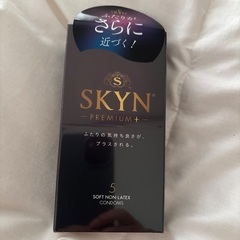 さらに
近づく!
S
SKYN®
PREMIUM+
ふたりの気持ち良さが、
プラスされる。
5
SOFT NON-LATEX
CONDOMS